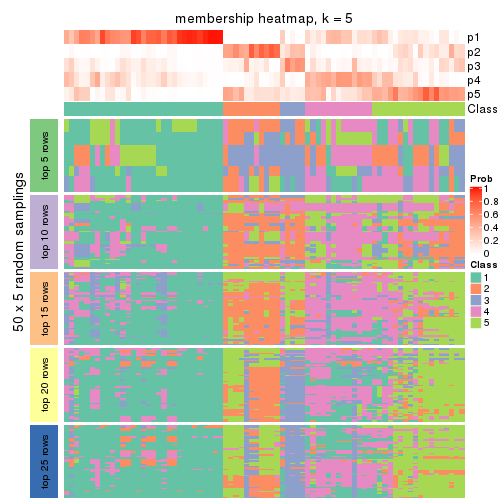 membership heatmap, k = 5
p1
p2
p3
p4
p5
Class
50 x 5 random samplings
top 5 rows
top 10 rows
top 15 rows
top 20 rows
top 25 rows
Prob
1
0.8
0.6
0.4
0.2
0
Class
1
2
3
4
5